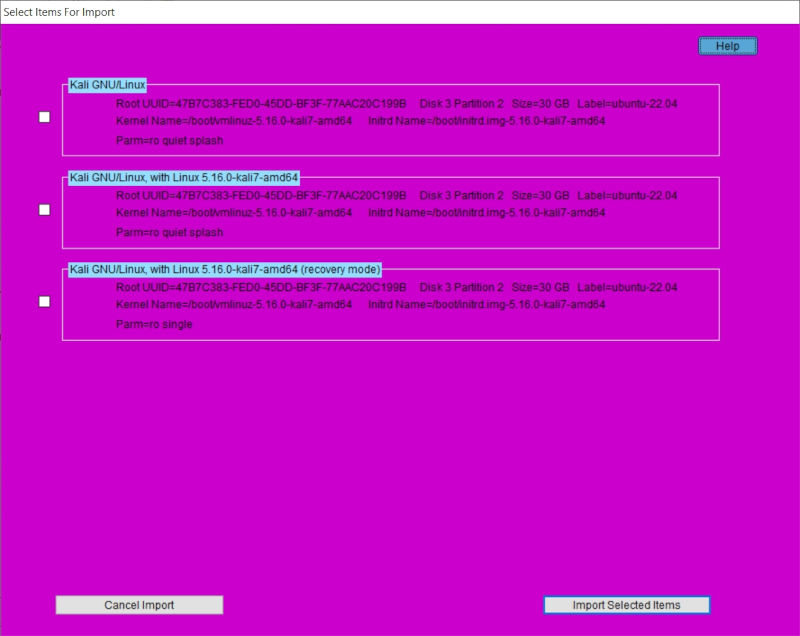 Select Items For Import
Help
Kali GNU/Linux
Root UUID=47B7C383-FED0-45DD-BF3F-77AAC20C199B Disk 3 Partition 2 Size=30 GB Label=ubuntu-22.04
Kernel Name=/boot/vmlinuz-5.16.0-kali7-amd64 Initrd Name=/boot/initrd.img-5.16.0-kali7-amd64
Parm=ro quiet splash
Kali GNU/Linux, with Linux 5.16.0-kali7-amd64
Root UUID=47B7C383-FED0-45DD-BF3F-77AAC20C199B Disk 3 Partition 2 Size=30 GB Label=ubuntu-22.04
Kernel Name=/boot/vmlinuz-5.16.0-kali7-amd64 Initrd Name=/boot/initrd.img-5.16.0-kali7-amd64
Parm=ro quiet splash
Kali GNU/Linux, with Linux 5.16.0-kali7-amd64 (recovery mode)
Root UUID=47B7C383-FED0-45DD-BF3F-77AAC20C199B Disk 3 Partition 2 Size=30 GB Label=ubuntu-22.04
Kernel Name=/boot/vmlinuz-5.16.0-kali7-amd64 Initrd Name=/boot/initrd.img-5.16.0-kali7-amd64
Parm=ro single
Cancel Import
Import Selected Items